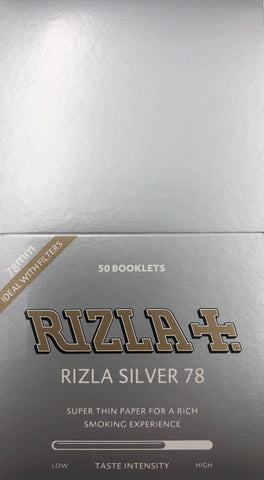 78mm
IDEAL WITH FILTERS
50 BOOKLETS
RIZLA+.
RIZLA SILVER 78
SUPER THIN PAPER FOR A RICH
SMOKING EXPERIENCE
LOW TASTE INTENSITY HIGH